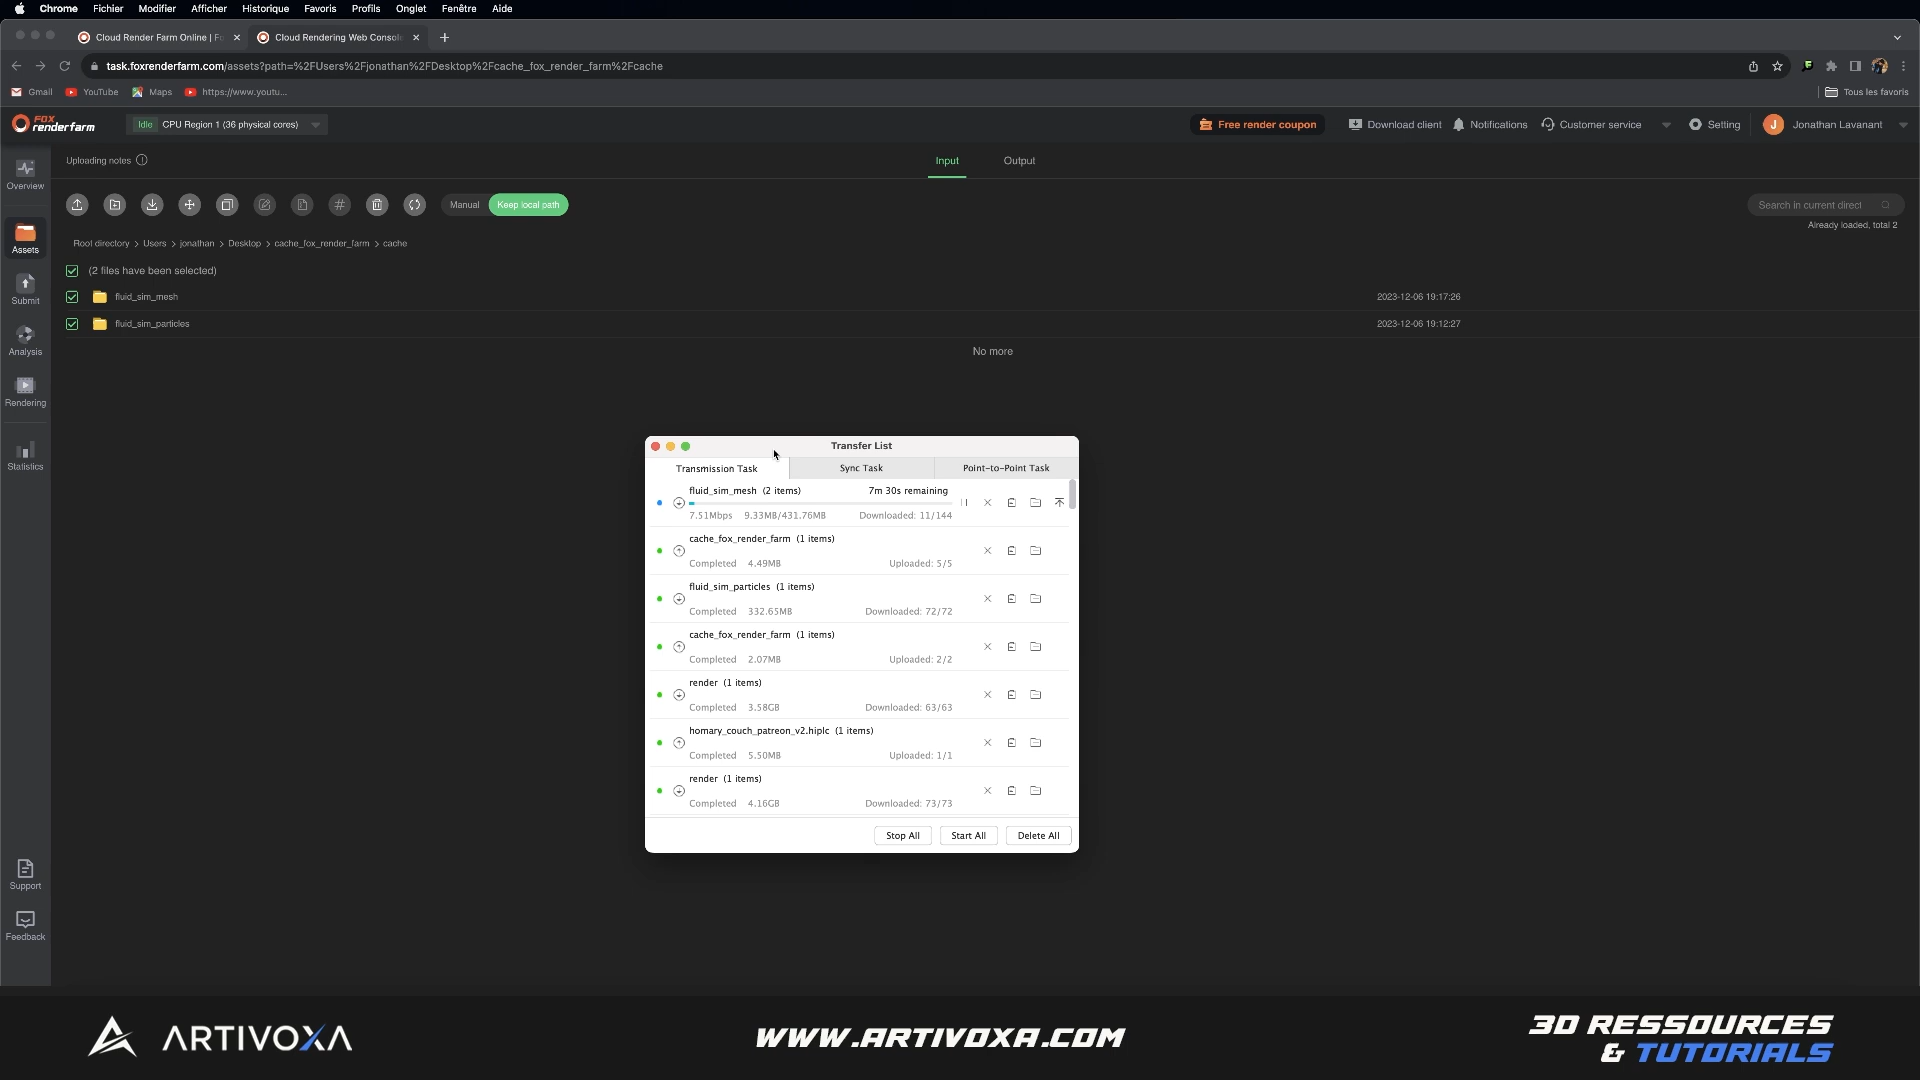 Chrome Fichier Modifier Afficher Historique Favoris Profils Onglet Fenêtre Aide
Cloud Render Farm Online | Fo
Cloud Rendering Web Console
task.foxrenderfarm.com/assets?path=%2FUsers%2Fjonathan%2FDesktop%2Fcache_fox_render_farm%2Fcache
Gmail YouTube Maps https://www.youtu... Tous les favoris
FOX renderfarm
Idle CPU Region 1 (36 physical cores)
Free render coupon Download client Notifications Customer service Setting J Jonathan Lavanant
Uploading notes
Input Output
Overview
Manual Keep local path
Search in current direct
Already loaded, total 2
Assets
Root directory > Users > jonathan > Desktop > cache_fox_render_farm > cache
(2 files have been selected)
fluid_sim_mesh 2023-12-06 19:17:26
fluid_sim_particles 2023-12-06 19:12:27
No more
Submit
Analysis
Rendering
Statistics
Support
Feedback
Transfer List
Transmission Task Sync Task Point-to-Point Task
fluid_sim_mesh (2 items) 7m 30s remaining
7.51Mbps 9.33MB/431.76MB Downloaded: 11/144
cache_fox_render_farm (1 items)
Completed 4.49MB Uploaded: 5/5
fluid_sim_particles (1 items)
Completed 332.65MB Downloaded: 72/72
cache_fox_render_farm (1 items)
Completed 2.07MB Uploaded: 2/2
render (1 items)
Completed 3.58GB Downloaded: 63/63
homary_couch_patreon_v2.hiplc (1 items)
Completed 5.50MB Uploaded: 1/1
render (1 items)
Completed 4.16GB Downloaded: 73/73
Stop All Start All Delete All
ARTIVOXA
WWW.ARTIVOXA.COM
3D RESSOURCES
& TUTORIALS